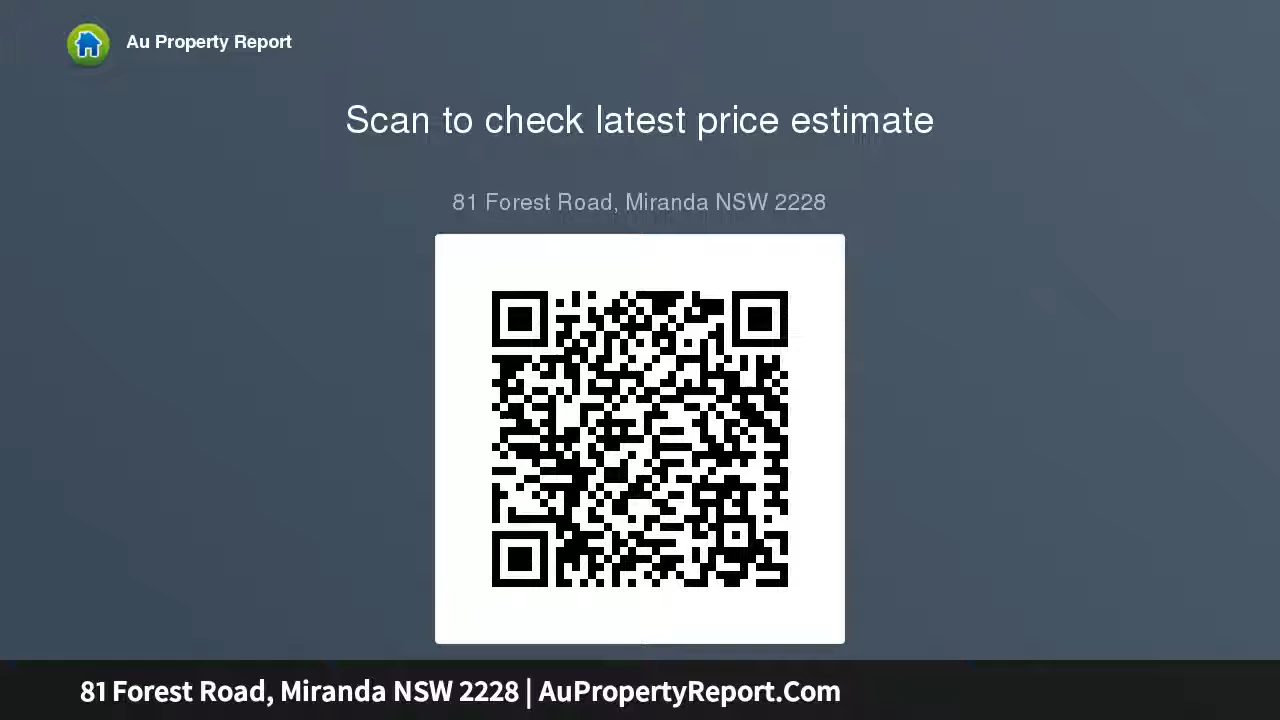 Au Property Report
Scan to check latest price estimate
81 Forest Road, Miranda NSW 2228
81 Forest Road, Miranda NSW 2228 | AuPropertyReport.Com